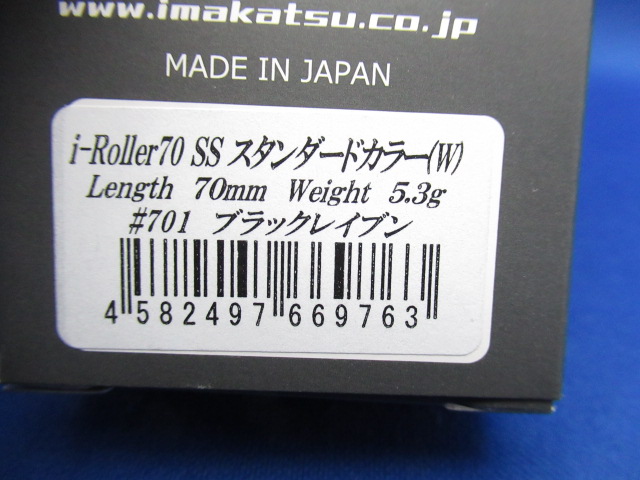 www.imakatsu.co.jp
MADE IN JAPAN
i-Roller70 SS スタンダードカラー(W)
Length 70mm Weight 5.3g
#701 ブラックレイブン
4 582497 669763